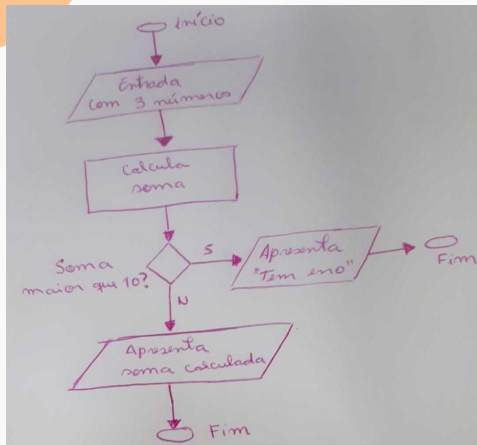 Início
Entrada
com 3 números
Calcula
soma
Soma
maior que 10?
S
Apresenta
"Tem erro"
Fim
N
Apresenta
soma calculada
Fim